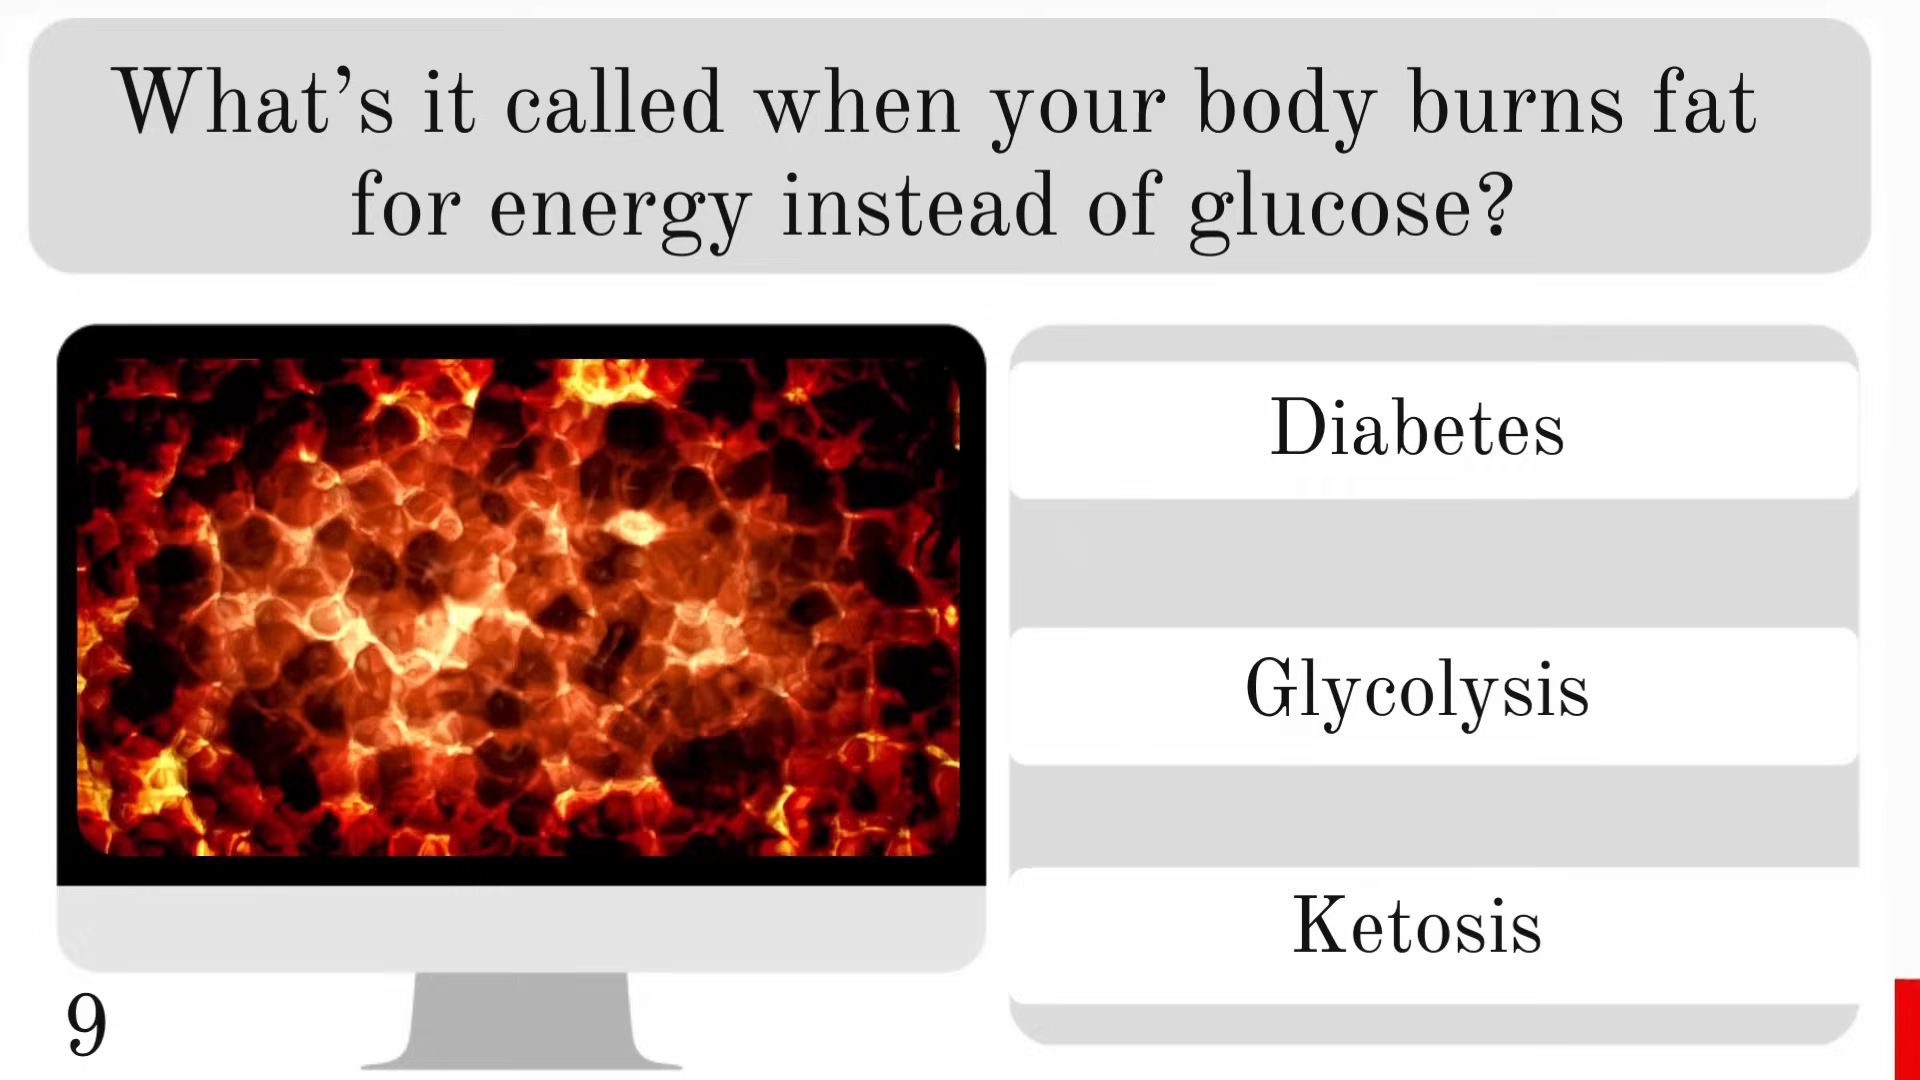 What’s it called when your body burns fat
for energy instead of glucose?
Diabetes
Glycolysis
Ketosis
9